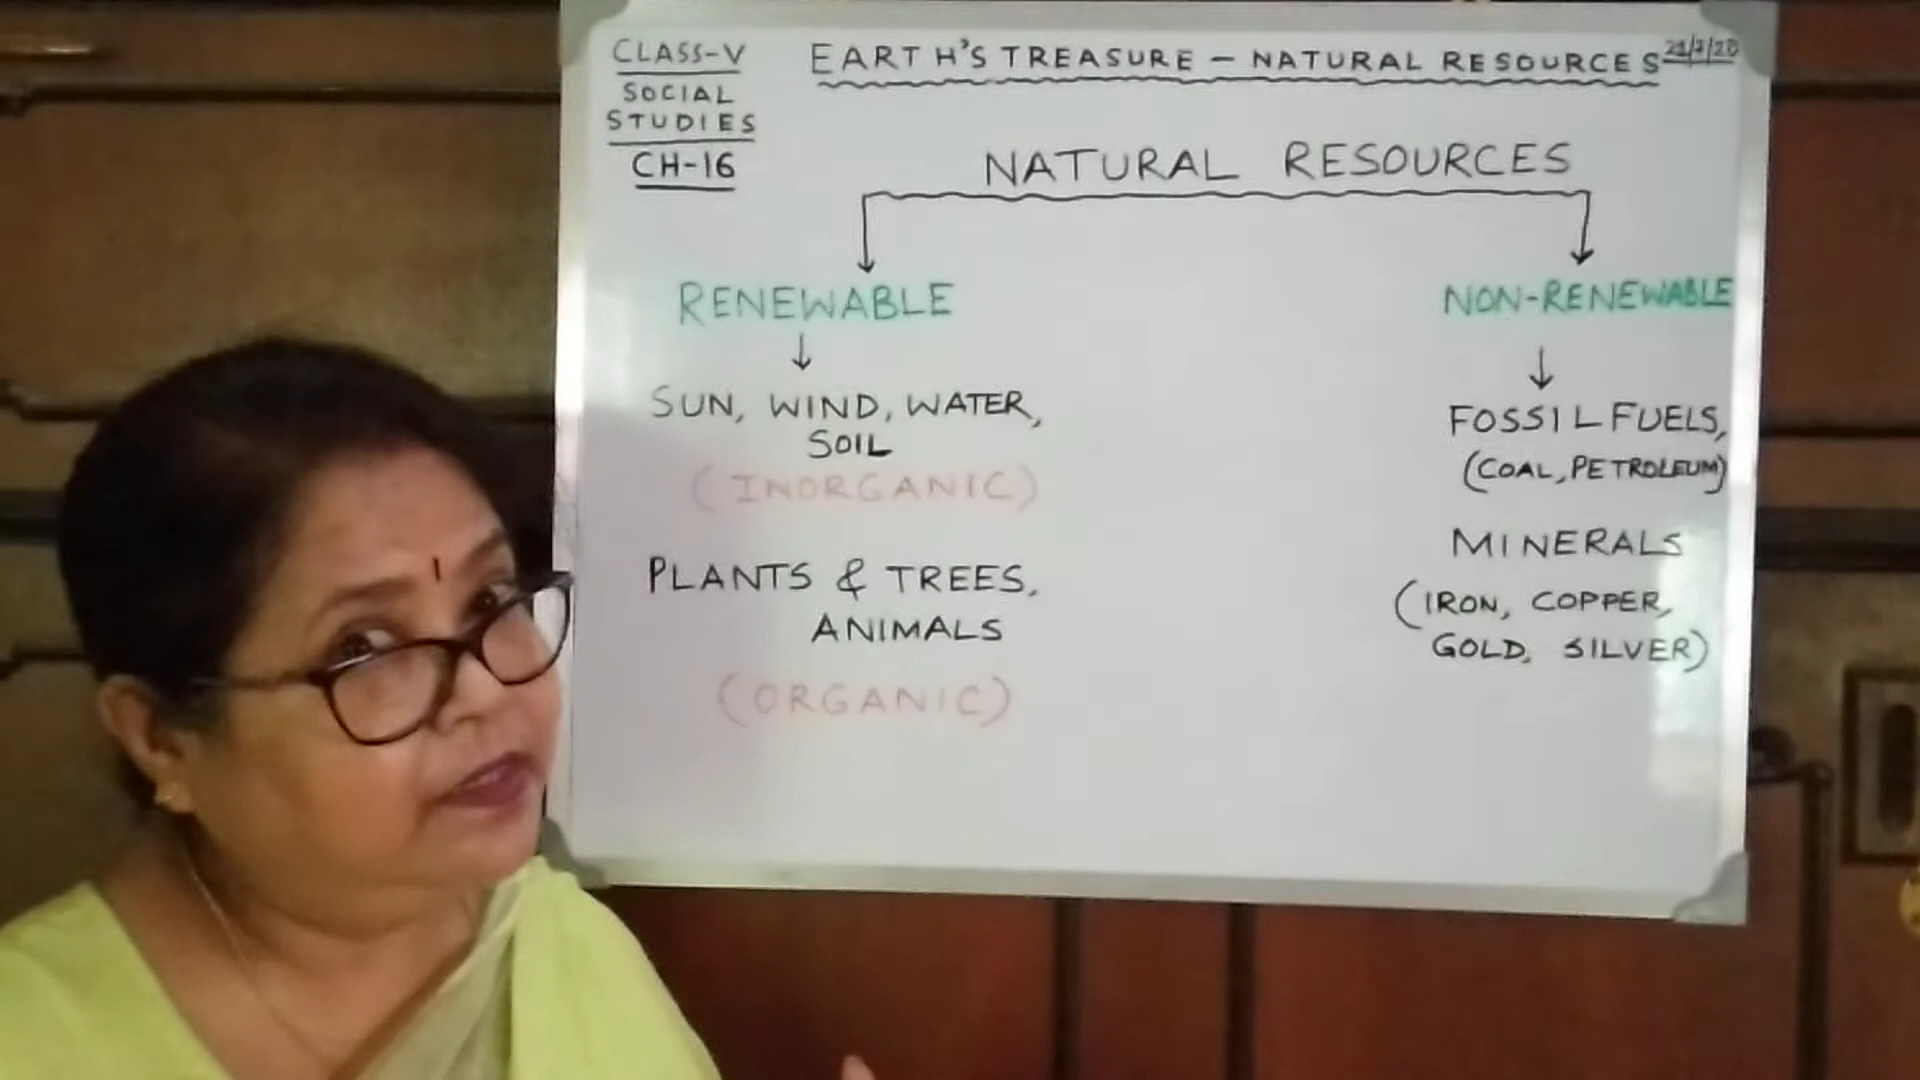 CLASS-V
SOCIAL
STUDIES
CH-16
EARTH'S TREASURE – NATURAL RESOURCES
NATURAL RESOURCES
RENEWABLE
SUN, WIND, WATER,
SOIL
(INORGANIC)
PLANTS & TREES,
ANIMALS
(ORGANIC)
NON-RENEWABLE
FOSSIL FUELS,
(COAL, PETROLEUM)
MINERALS
(IRON, COPPER,
GOLD, SILVER)